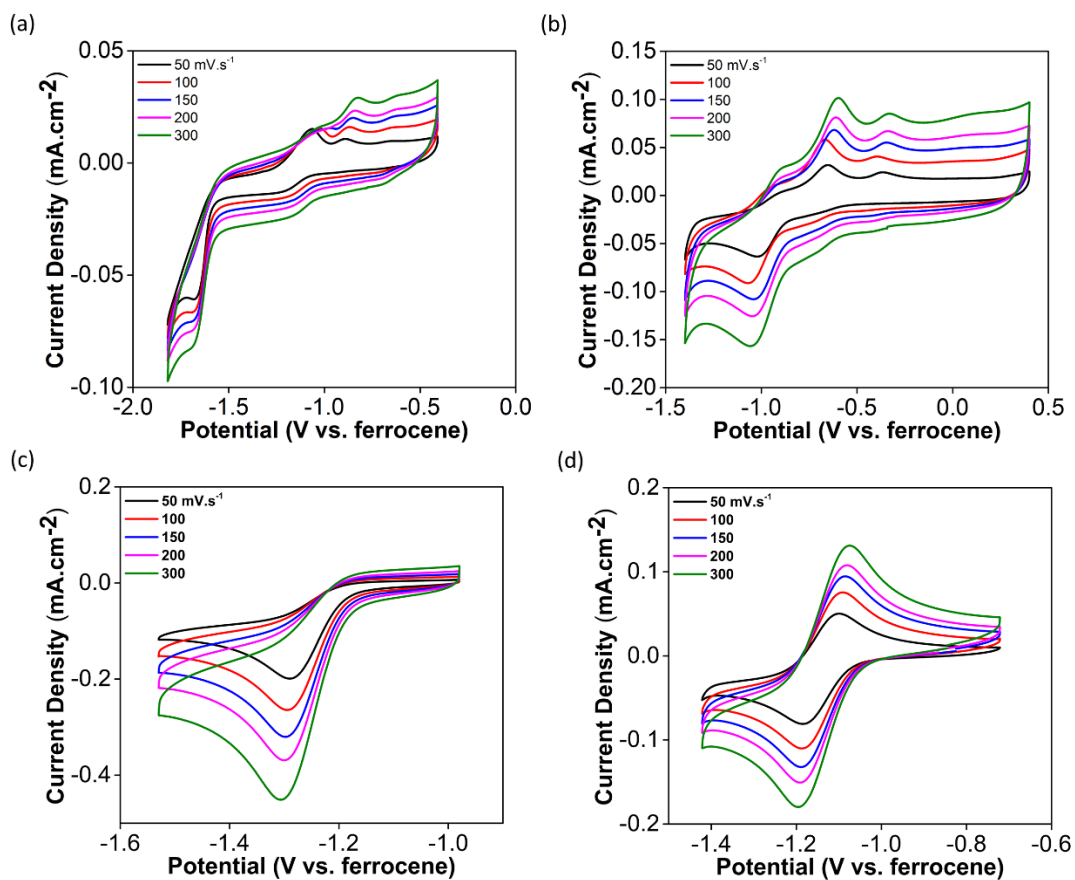 (a)
0.05
0.00
-0.05
-0.10
Current Density (mA.cm-2)
50 mV.s-1
100
150
200
300
-2.0 -1.5 -1.0 -0.5 0.0
Potential (V vs. ferrocene)
(b)
0.15
0.10
0.05
0.00
-0.05
-0.10
-0.15
-0.20
Current Density (mA.cm-2)
50 mV.s-1
100
150
200
300
-1.5 -1.0 -0.5 0.0 0.5
Potential (V vs. ferrocene)
(c)
0.2
0.0
-0.2
-0.4
Current Density (mA.cm-2)
50 mV.s-1
100
150
200
300
-1.6 -1.4 -1.2 -1.0
Potential (V vs. ferrocene)
(d)
0.2
0.1
0.0
-0.1
-0.2
Current Density (mA.cm-2)
50 mV.s-1
100
150
200
300
-1.4 -1.2 -1.0 -0.8 -0.6
Potential (V vs. ferrocene)